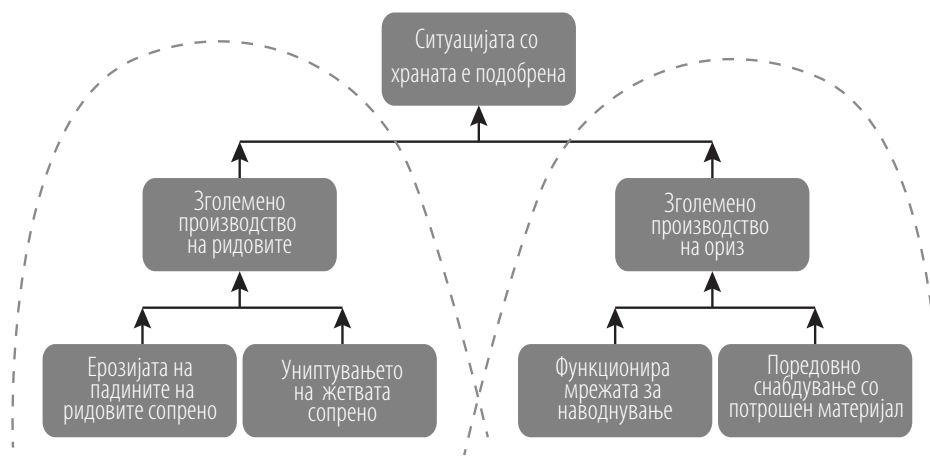 Ситуацијата со
храната е подобрена
Зголемено
производство
на ридовите
Зголемено
производство
на ориз
Ерозијата на
падините на
ридовите сопрено
Униптувањето
на жетвата
сопрено
Функционира
мрежата за
наводнување
Поредовно
снабдување со
потрошен материјал